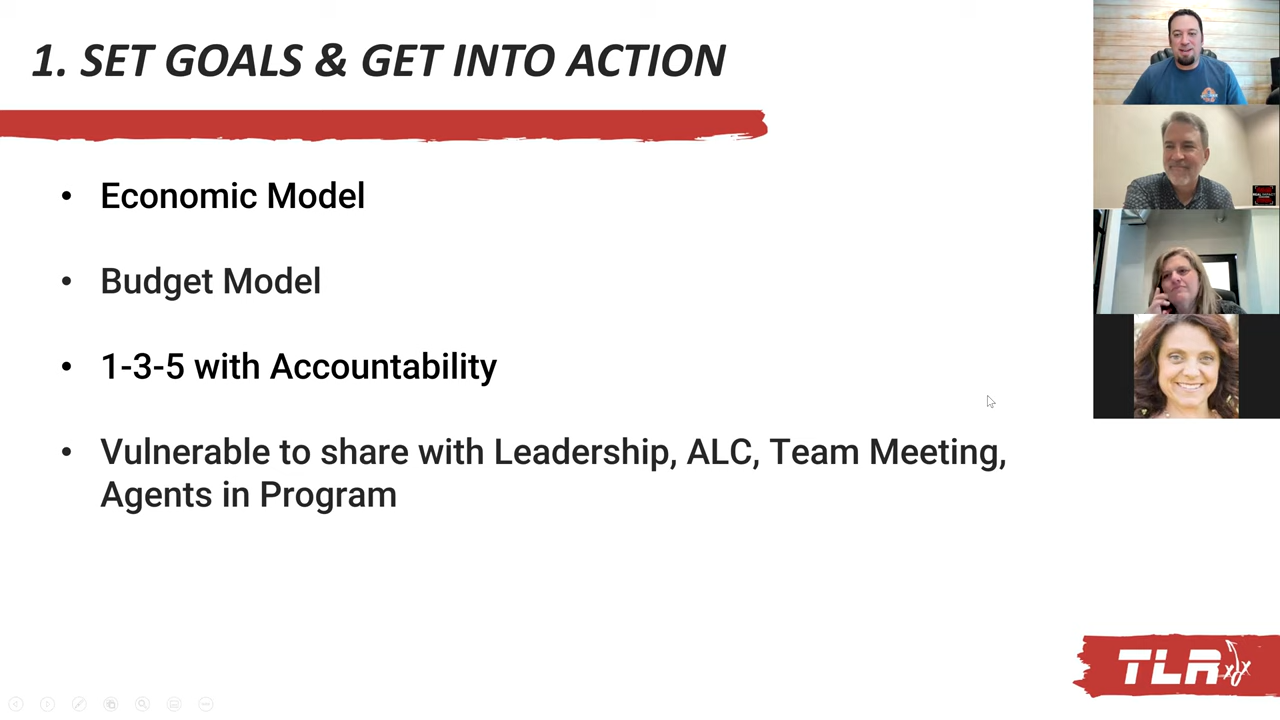 1. SET GOALS & GET INTO ACTION
• Economic Model
• Budget Model
• 1-3-5 with Accountability
• Vulnerable to share with Leadership, ALC, Team Meeting,
Agents in Program
TLR